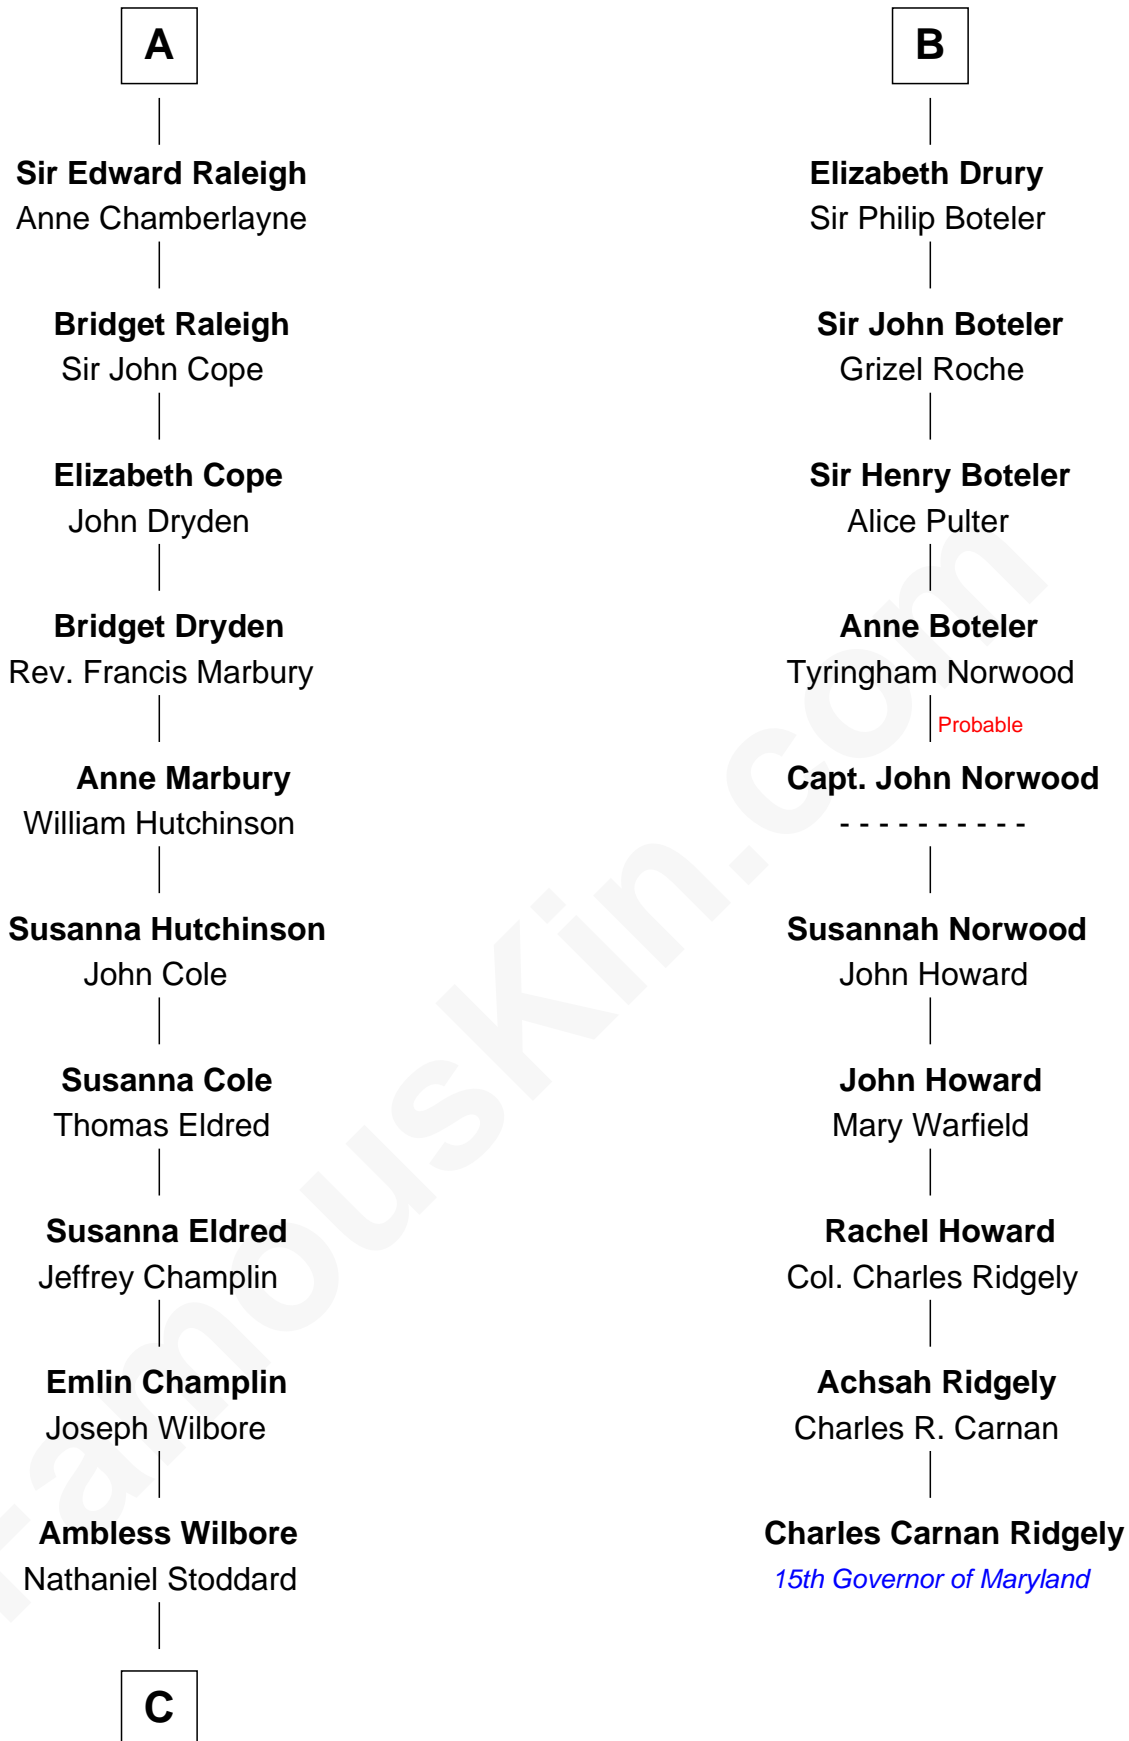 A
Sir Edward Raleigh
Anne Chamberlayne
Bridget Raleigh
Sir John Cope
Elizabeth Cope
John Dryden
Bridget Dryden
Rev. Francis Marbury
Anne Marbury
William Hutchinson
Susanna Hutchinson
John Cole
Susanna Cole
Thomas Eldred
Susanna Eldred
Jeffrey Champlin
Emlin Champlin
Joseph Wilbore
Ambless Wilbore
Nathaniel Stoddard
C
B
Elizabeth Drury
Sir Philip Boteler
Sir John Boteler
Grizel Roche
Sir Henry Boteler
Alice Pulter
Anne Boteler
Tyringham Norwood
Probable
Capt. John Norwood
- - - - - - - - - -
Susannah Norwood
John Howard
John Howard
Mary Warfield
Rachel Howard
Col. Charles Ridgely
Achsah Ridgely
Charles R. Carnan
Charles Carnan Ridgely
15th Governor of Maryland
FamousKin.com